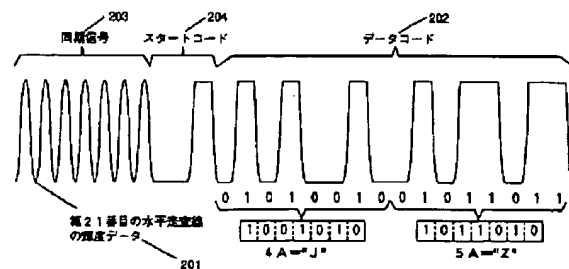 203
204
202
同期信号
スタートコード
データコード
0 1 0 1 0 0 1 0 0 1 0 1 1 0 1 1
1 0 0 1 0 1 0
1 0 1 1 0 1 0
4A="J"
5A="Z"
第21番目の水平走査線
の輝度データ
201